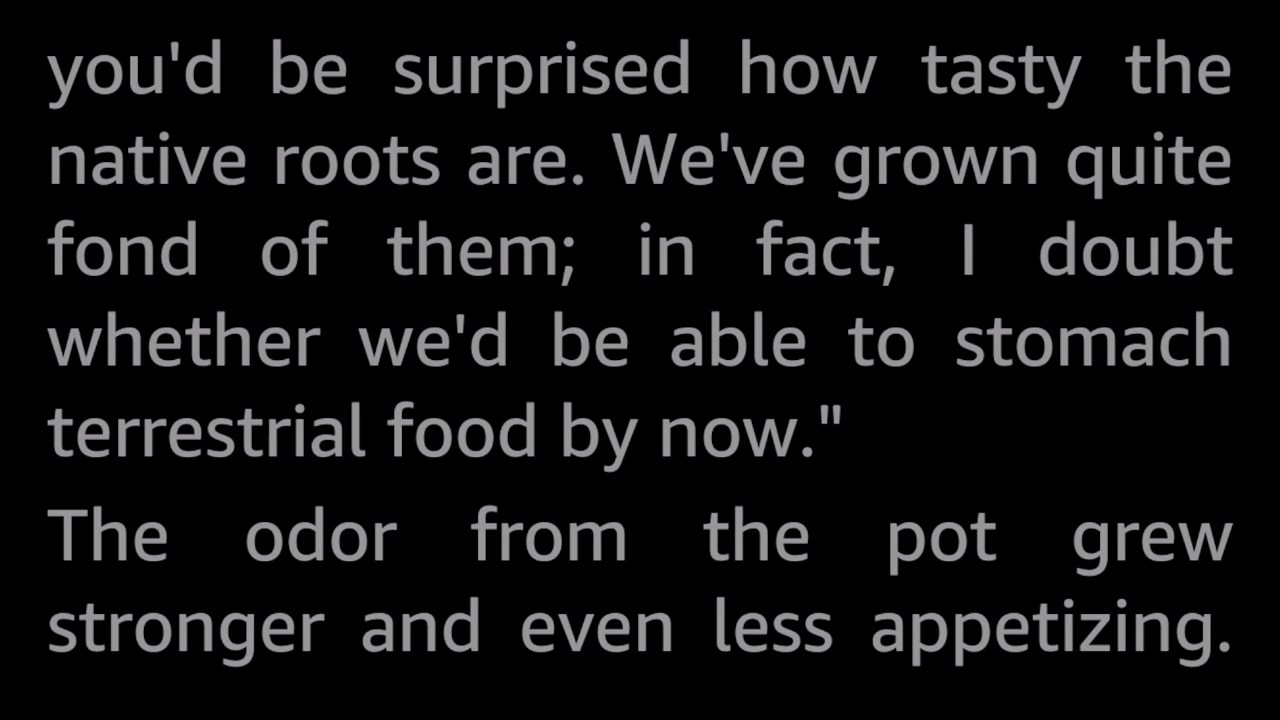 you'd be surprised how tasty the
native roots are. We've grown quite
fond of them; in fact, I doubt
whether we'd be able to stomach
terrestrial food by now."
The odor from the pot grew
stronger and even less appetizing.